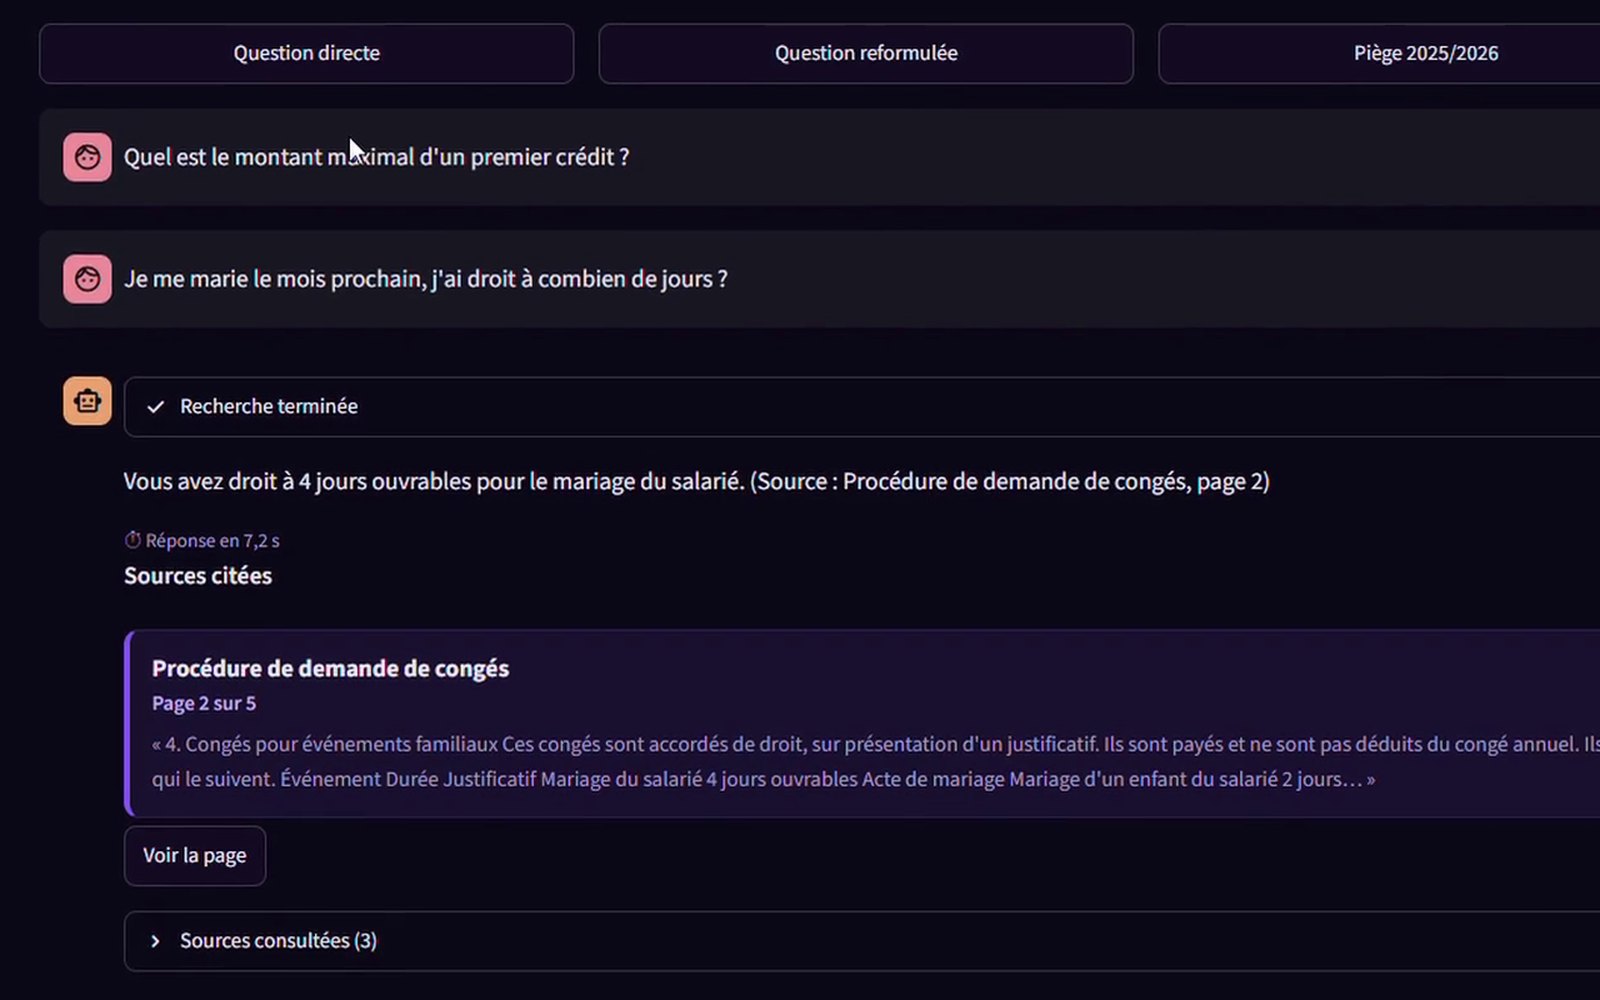 Question directe
Question reformulée
Piège 2025/2026
Quel est le montant maximal d'un premier crédit ?
Je me marie le mois prochain, j'ai droit à combien de jours ?
Recherche terminée
Vous avez droit à 4 jours ouvrables pour le mariage du salarié. (Source : Procédure de demande de congés, page 2)
Réponse en 7,2 s
Sources citées
Procédure de demande de congés
Page 2 sur 5
« 4. Congés pour événements familiaux Ces congés sont accordés de droit, sur présentation d'un justificatif. Ils sont payés et ne sont pas déduits du congé annuel. Ils
qui le suivent. Événement Durée Justificatif Mariage du salarié 4 jours ouvrables Acte de mariage Mariage d'un enfant du salarié 2 jours… »
Voir la page
Sources consultées (3)